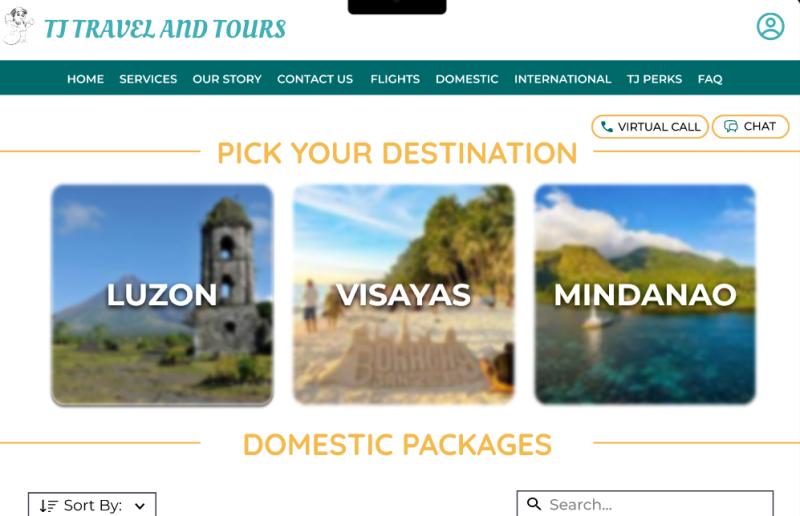 TJ TRAVEL AND TOURS
HOME SERVICES OUR STORY CONTACT US FLIGHTS DOMESTIC INTERNATIONAL TJ PERKS FAQ
VIRTUAL CALL CHAT
PICK YOUR DESTINATION
LUZON VISAYAS MINDANAO
DOMESTIC PACKAGES
Sort By: Search...